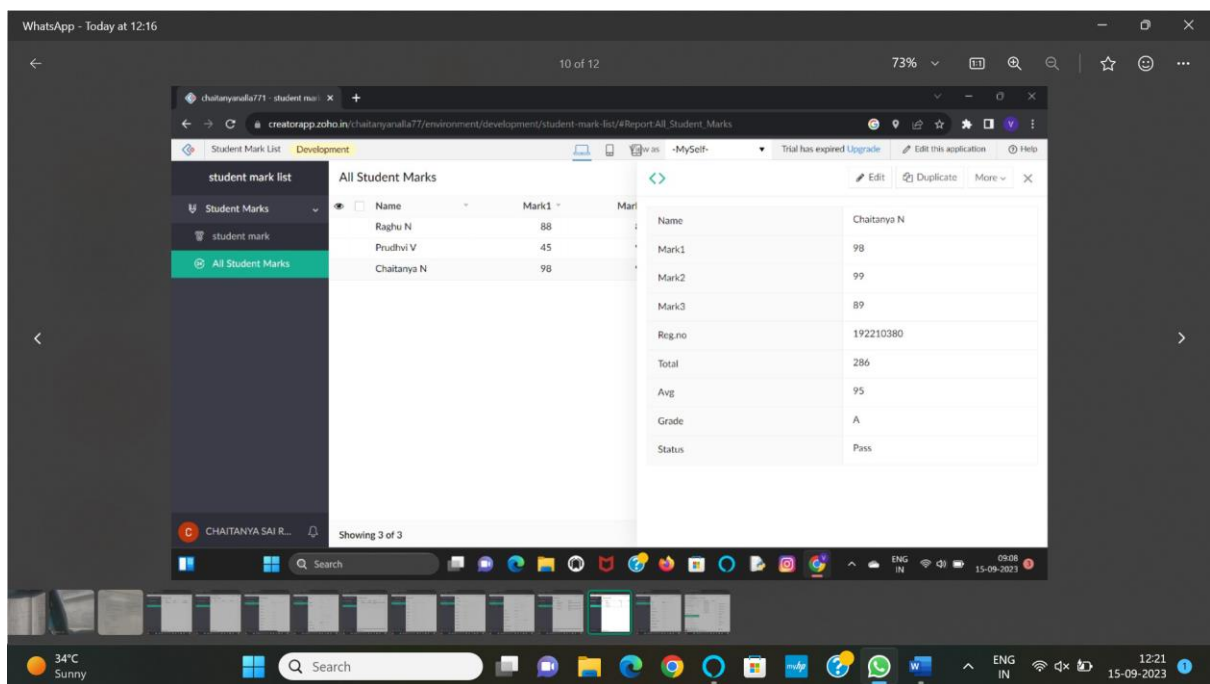 WhatsApp - Today at 12:16
10 of 12
73%
chaitanyanalla771 - student mar
creatorapp.zoho.in/chaitanyanalla77/environment/development/student-mark-list/#Report:All_Student_Marks
Student Mark List Development
-MySelf- Trial has expired Upgrade Edit this application Help
student mark list
All Student Marks
Edit Duplicate More
Student Marks
student mark
All Student Marks
Name Mark1
Raghu N 88
Prudhvi V 45
Chaitanya N 98
Name Chaitanya N
Mark1 98
Mark2 99
Mark3 89
Reg.no 192210380
Total 286
Avg 95
Grade A
Status Pass
C CHAITANYA SAI R...
Showing 3 of 3
Search
ENG
IN
09:08
15-09-2023
34°C
Sunny
Search
ENG
IN
12:21
15-09-2023
1